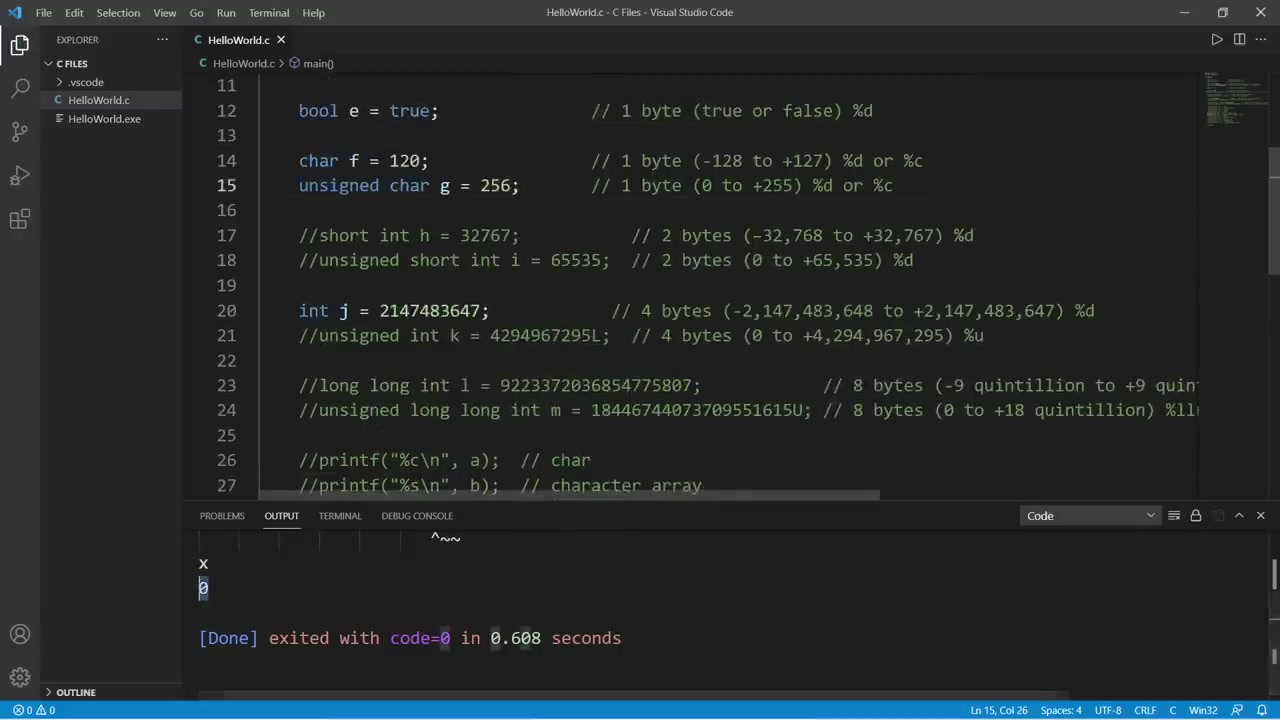 File Edit Selection View Go Run Terminal Help HelloWorld.c - C Files - Visual Studio Code
EXPLORER
HelloWorld.c
C FILES
HelloWorld.c > main()
.vscode
HelloWorld.c
HelloWorld.exe
11
12 bool e = true; // 1 byte (true or false) %d
13
14 char f = 120; // 1 byte (-128 to +127) %d or %c
15 unsigned char g = 256; // 1 byte (0 to +255) %d or %c
16
17 //short int h = 32767; // 2 bytes (-32,768 to +32,767) %d
18 //unsigned short int i = 65535; // 2 bytes (0 to +65,535) %d
19
20 int j = 2147483647; // 4 bytes (-2,147,483,648 to +2,147,483,647) %d
21 //unsigned int k = 4294967295L; // 4 bytes (0 to +4,294,967,295) %u
22
23 //long long int l = 9223372036854775807; // 8 bytes (-9 quintillion to +9 quin
24 //unsigned long long int m = 18446744073709551615U; // 8 bytes (0 to +18 quintillion) %ll
25
26 //printf("%c\n", a); // char
27 //printf("%s\n", b); // character array
PROBLEMS OUTPUT TERMINAL DEBUG CONSOLE Code
^~~
x
0
[Done] exited with code=0 in 0.608 seconds
OUTLINE
0 0 Ln 15, Col 26 Spaces: 4 UTF-8 CRLF C Win32